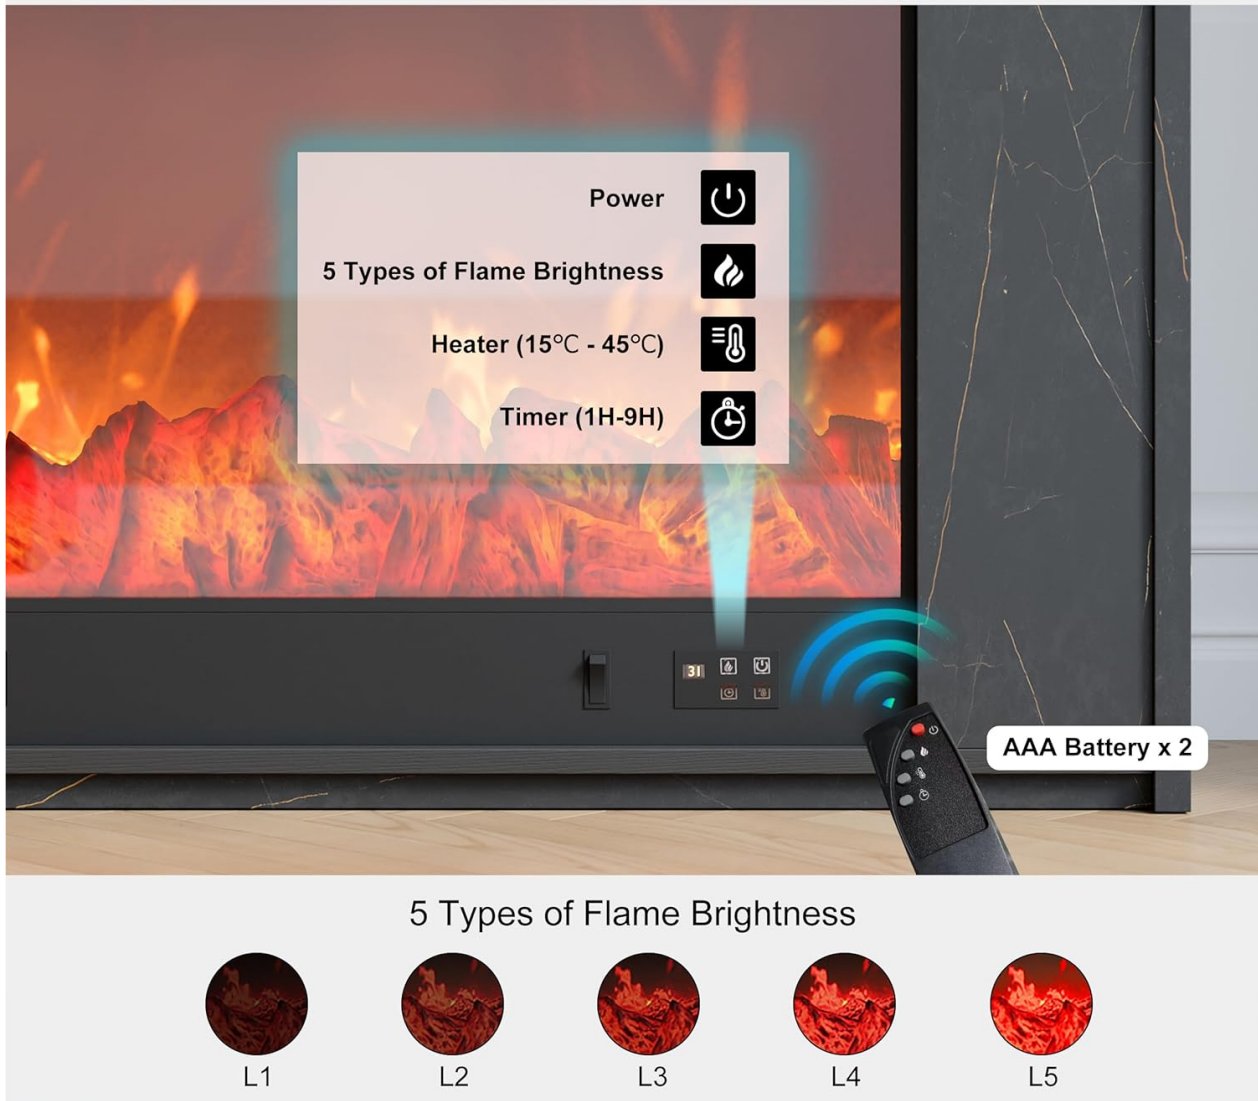 Power
5 Types of Flame Brightness
Heater (15°C - 45°C)
Timer (1H-9H)
31
AAA Battery x 2
5 Types of Flame Brightness
L1
L2
L3
L4
L5